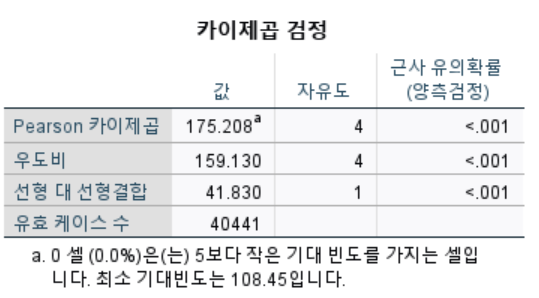 카이제곱 검정
값 자유도 근사 유의확률 (양측검정)
Pearson 카이제곱 175.208a 4 <.001
우도비 159.130 4 <.001
선형 대 선형결합 41.830 1 <.001
유효 케이스 수 40441
a. 0 셀 (0.0%)은(는) 5보다 작은 기대 빈도를 가지는 셀입
니다. 최소 기대빈도는 108.45입니다.